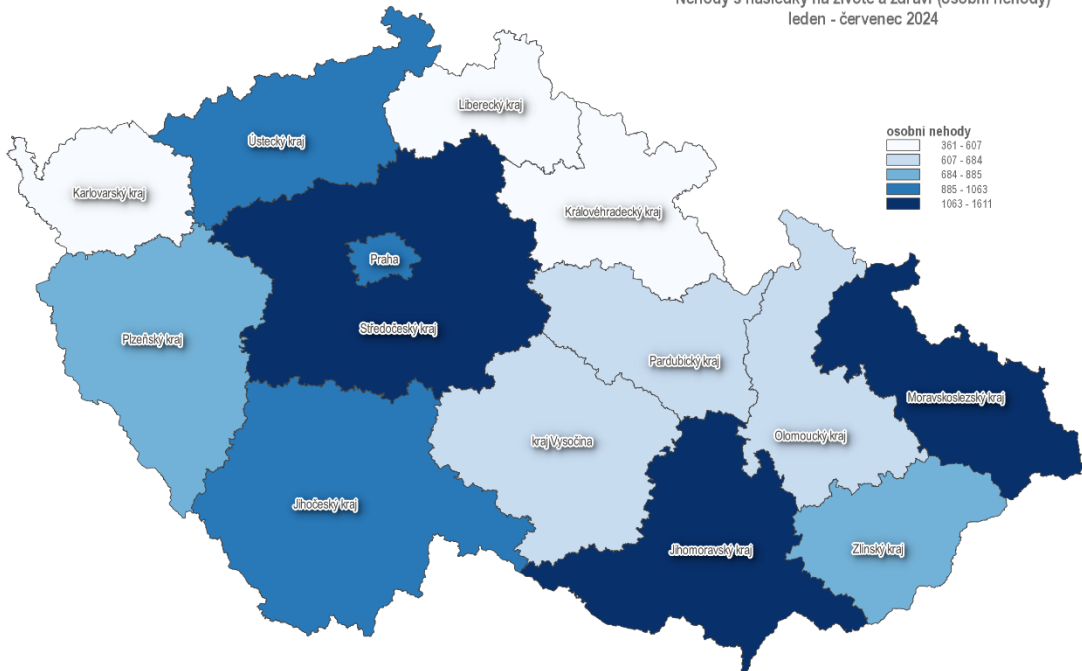 Nehody s následky na životě a zdraví (osobní nehody)
leden - červenec 2024
Liberecký kraj
Ústecký kraj
osobní nehody
361 - 607
607 - 684
684 - 885
885 - 1063
1063 - 1611
Karlovarský kraj
Královéhradecký kraj
Praha
Středočeský kraj
Plzeňský kraj
Pardubický kraj
Moravskoslezský kraj
kraj Vysočina
Olomoucký kraj
Jihočeský kraj
Jihomoravský kraj
Zlínský kraj